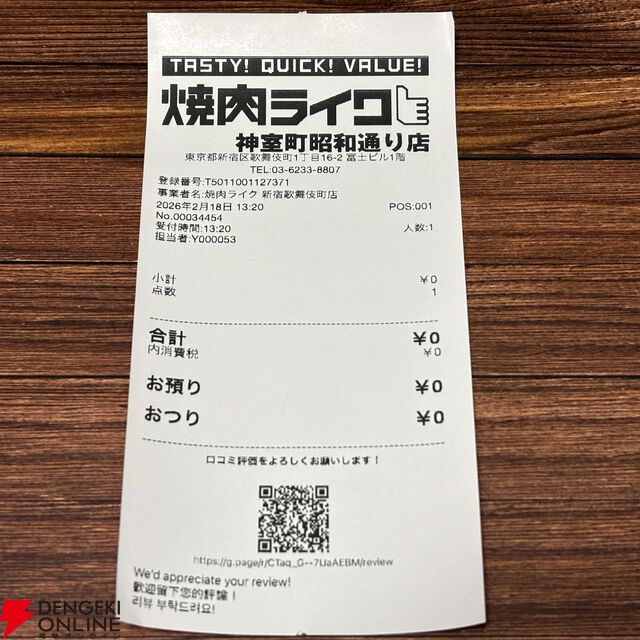 TASTY! QUICK! VALUE!
焼肉ライク
神室町昭和通り店
東京都新宿区歌舞伎町1丁目16-2 富士ビル1階
TEL:03-6233-8807
登録番号:T5011001127371
事業者名:焼肉ライク 新宿歌舞伎町店
2026年2月18日 13:20 POS:001
No.00034454
受付時間:13:20 人数:1
担当者:Y000053
小計 ¥0
点数 1
合計 ¥0
内消費税 ¥0
お預り ¥0
おつり ¥0
口コミ評価をよろしくお願いします！
https://g.page/r/CTaq_G--7UaAEBM/review
We'd appreciate your review!
歡迎留下您的評論！
리뷰 부탁드려요!
DENGEKI
ONLINE